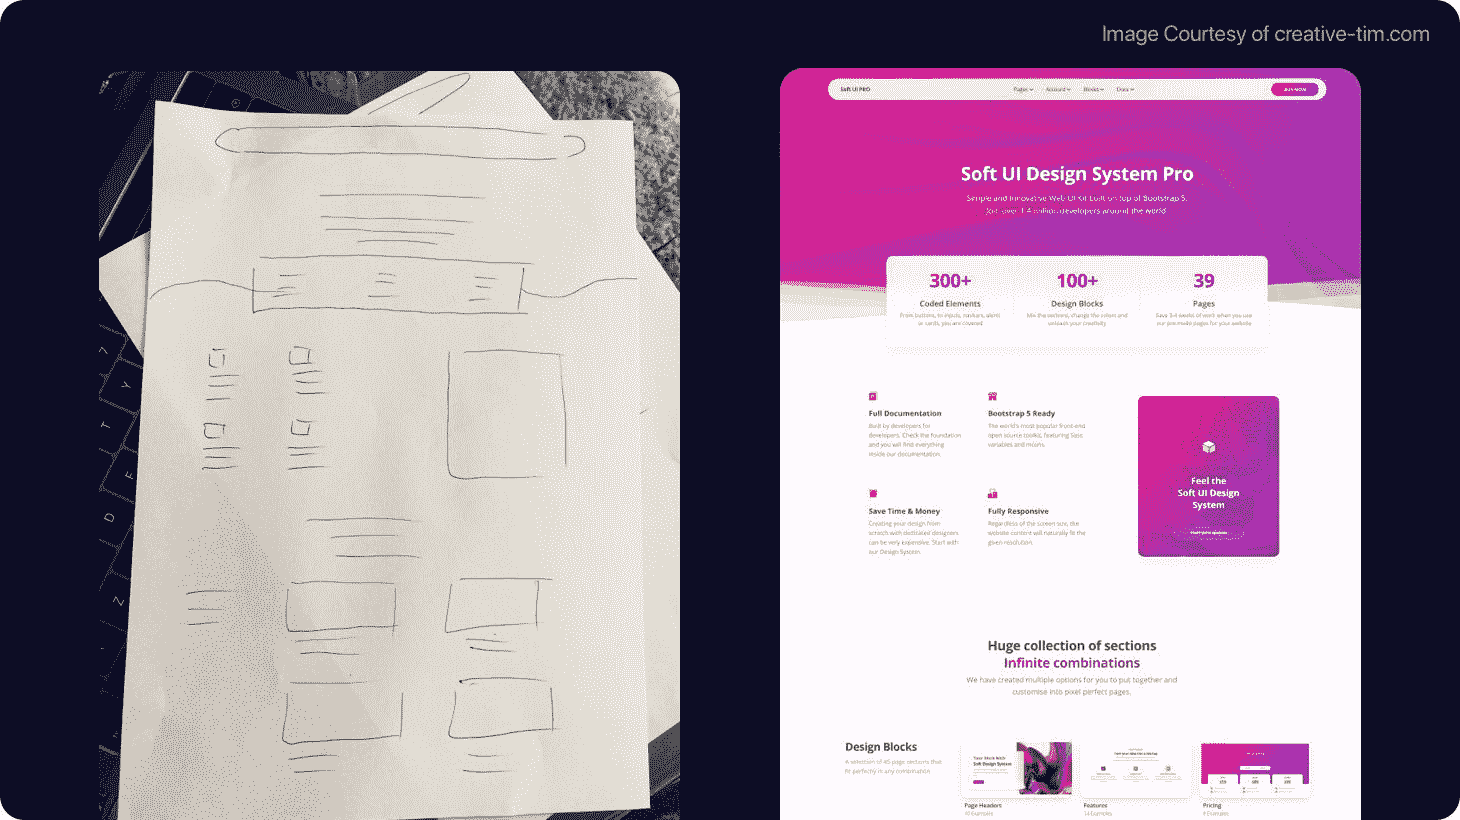 Image Courtesy of creative-tim.com
7
Y
T
F
D
Z
Soft UI PRO
Pages
Account
Blocks
Docs
BUY NOW
Soft UI Design System Pro
Simple and Innovative Web UI Kit built on top of Bootstrap 5.
Join over 1.4 million developers around the world.
300+
Coded Elements
From buttons, to inputs, navbars, alerts
or cards, you are covered
100+
Design Blocks
Mix the sections, change the colors and
unleash your creativity
39
Pages
Save 3-4 weeks of work when you use
our pre-made pages for your website
Full Documentation
Built by developers for
developers. Check the foundation
and you will find everything
inside our documentation.
Bootstrap 5 Ready
The world's most popular front-end
open source toolkit, featuring Sass
variables and mixins.
Save Time & Money
Creating your design from
scratch with dedicated designers
can be very expensive. Start with
our Design System.
Fully Responsive
Regardless of the screen size, the
website content will naturally fit the
given resolution.
Feel the
Soft UI Design
System
Huge collection of sections
Infinite combinations
We have created multiple options for you to put together and
customise into pixel perfect pages.
Design Blocks
A selection of 45 page sections that
fit perfectly in any combination
Soft Design System
Page Headers
10 Examples
Features
14 Examples
Pricing
8 Examples